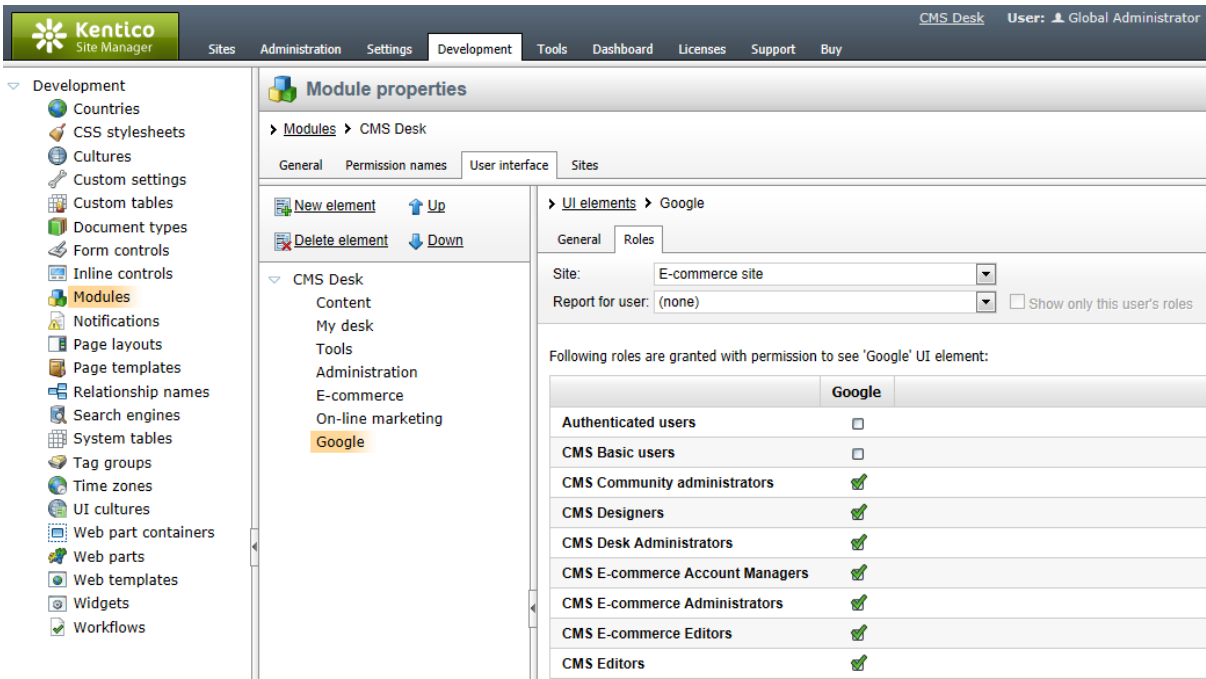 CMS Desk User: Global Administrator
Kentico
Site Manager
Sites Administration Settings Development Tools Dashboard Licenses Support Buy
Development
Countries
CSS stylesheets
Cultures
Custom settings
Custom tables
Document types
Form controls
Inline controls
Modules
Notifications
Page layouts
Page templates
Relationship names
Search engines
System tables
Tag groups
Time zones
UI cultures
Web part containers
Web parts
Web templates
Widgets
Workflows
Module properties
> Modules > CMS Desk
General Permission names User interface Sites
New element Up
Delete element Down
CMS Desk
Content
My desk
Tools
Administration
E-commerce
On-line marketing
Google
> UI elements > Google
General Roles
Site: E-commerce site
Report for user: (none) Show only this user's roles
Following roles are granted with permission to see 'Google' UI element:
Google
Authenticated users
CMS Basic users
CMS Community administrators
CMS Designers
CMS Desk Administrators
CMS E-commerce Account Managers
CMS E-commerce Administrators
CMS E-commerce Editors
CMS Editors